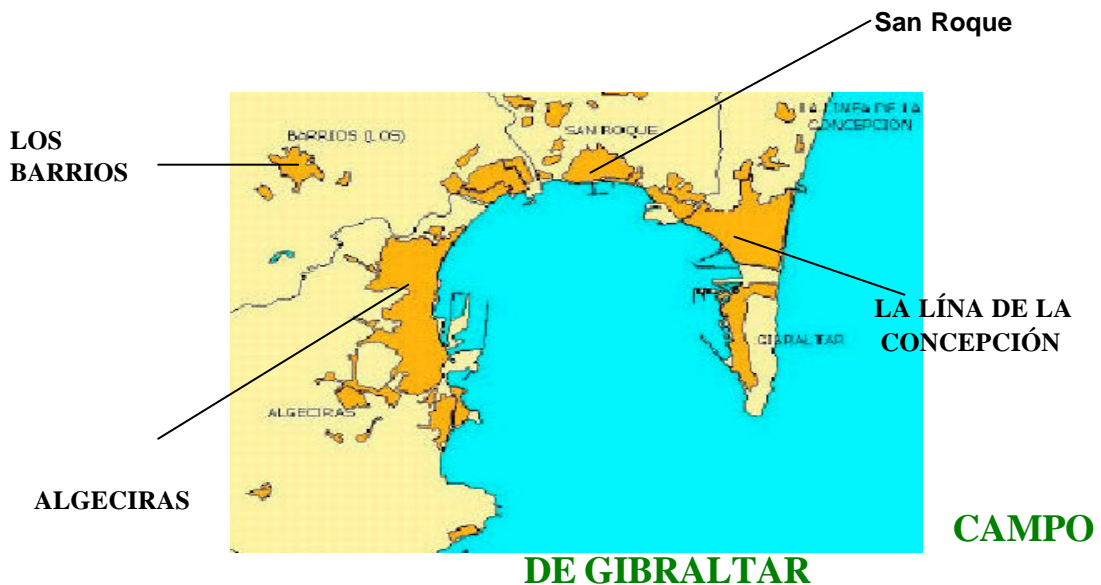 San Roque
LOS
BARRIOS
BARRIOS (LOS)
SAN ROQUE
LA LINEA DE LA
CONCEPCIÓN
LA LÍNA DE LA
CONCEPCIÓN
GIBRALTAR
ALGECIRAS
ALGECIRAS
CAMPO
DE GIBRALTAR